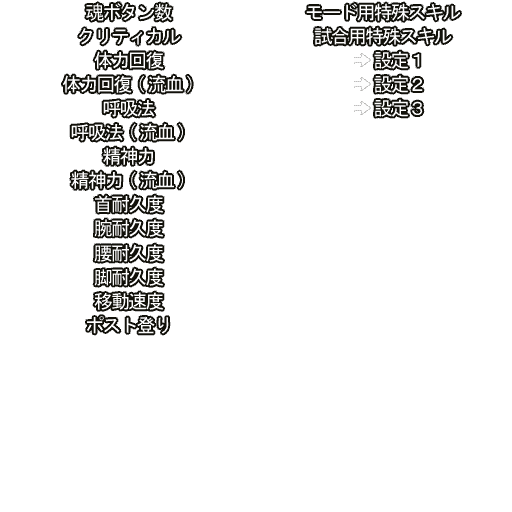 魂ボタン数
クリティカル
体力回復
体力回復(流血)
呼吸法
呼吸法(流血)
精神力
精神力(流血)
首耐久度
腕耐久度
腰耐久度
脚耐久度
移動速度
ポスト登り
モード用特殊スキル
試合用特殊スキル
⇨設定1
⇨設定2
⇨設定3